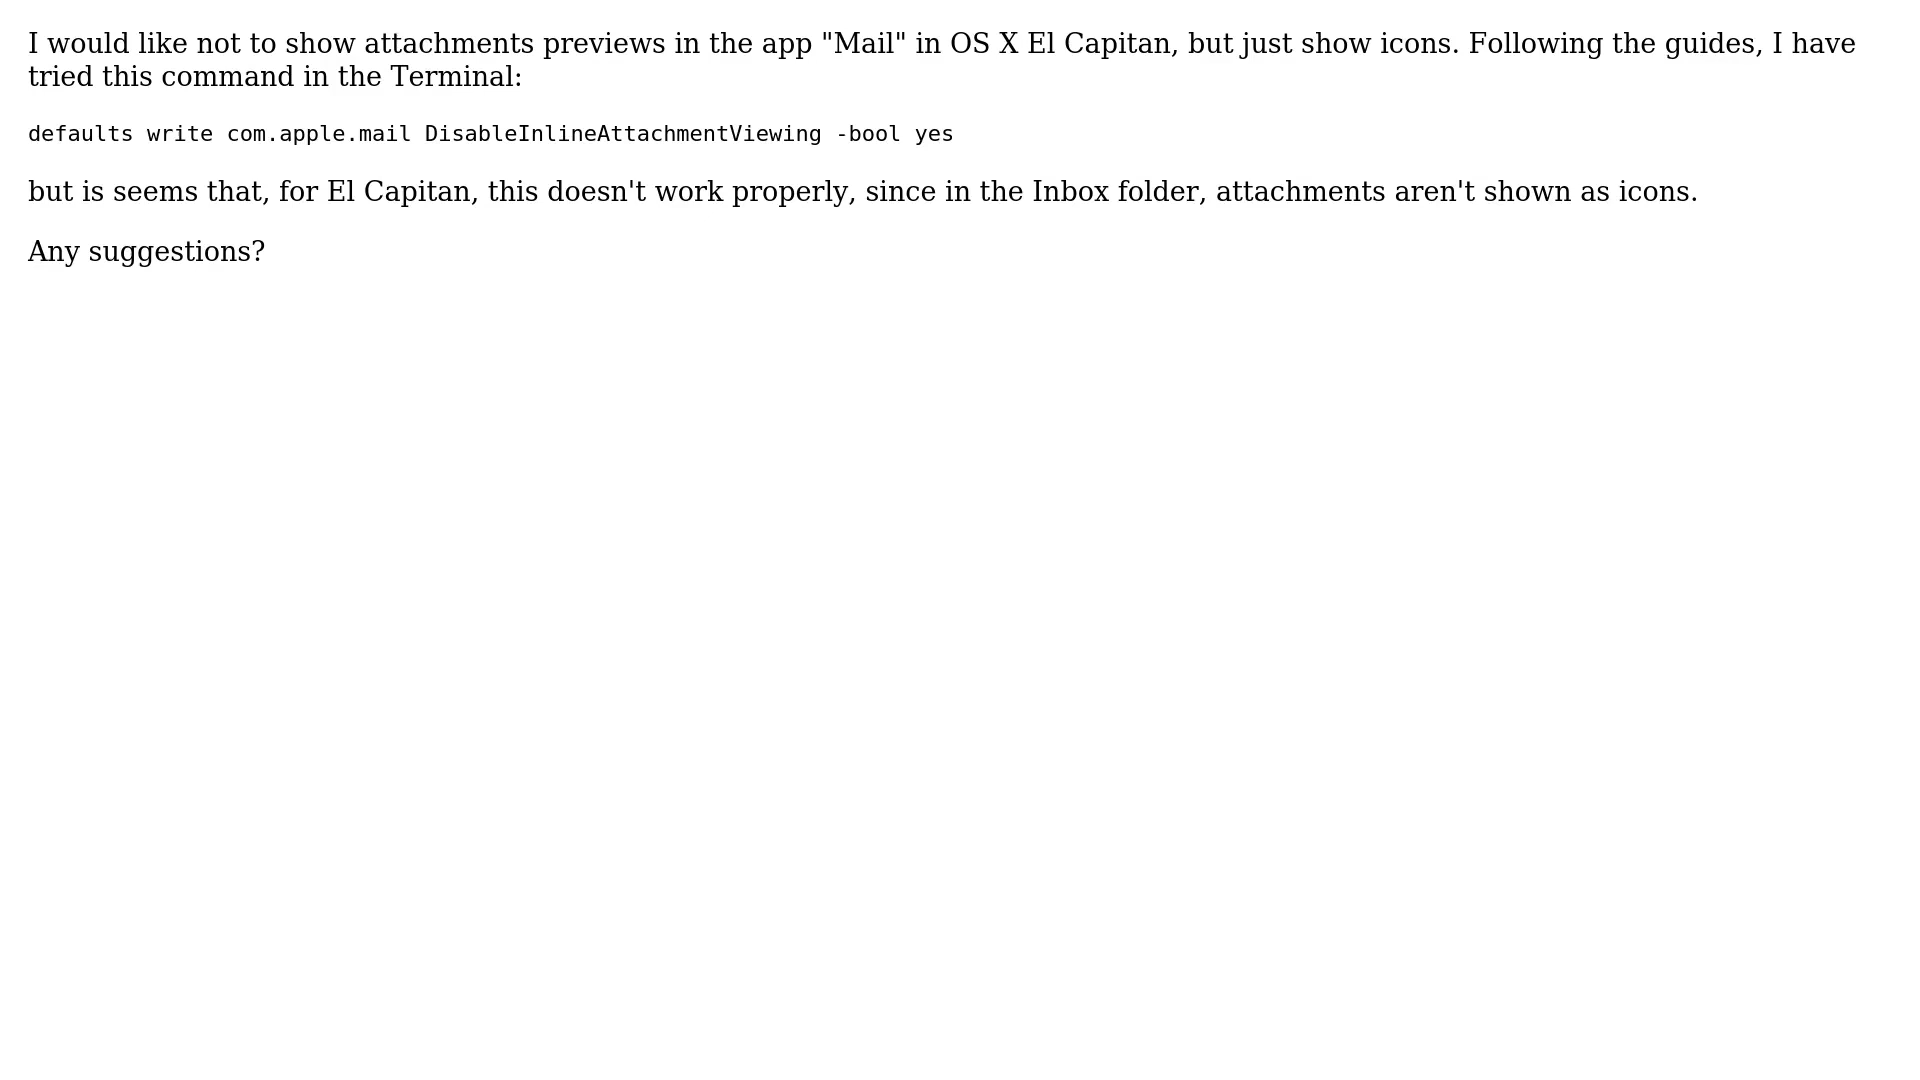 I would like not to show attachments previews in the app "Mail" in OS X El Capitan, but just show icons. Following the guides, I have
tried this command in the Terminal:
defaults write com.apple.mail DisableInlineAttachmentViewing -bool yes
but is seems that, for El Capitan, this doesn't work properly, since in the Inbox folder, attachments aren't shown as icons.
Any suggestions?